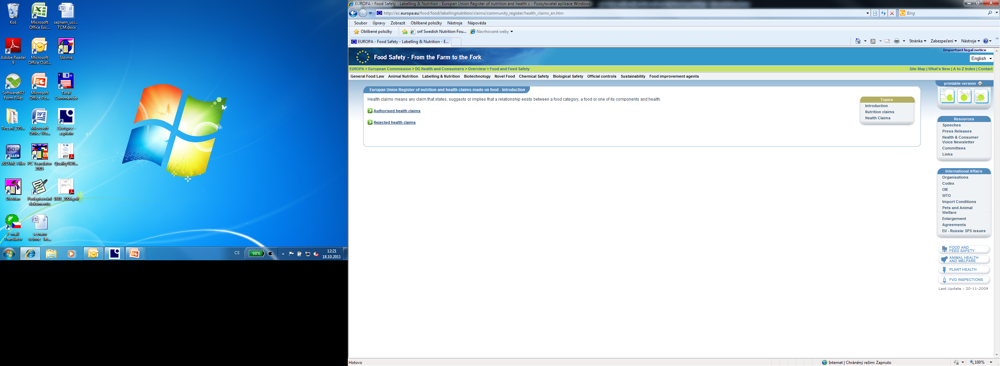 Koš
Microsoft
Office Exc...
seznam_uci...
TCM.docx
Adobe Reader
9
Microsoft
Office Outl...
Slovník
Software602
Form Filler
Microsoft
Office Po...
Total
Commander
Tvrzeni_270...
Microsoft
Office Wo...
Zástupce -
aspiwin
602XML Filler
PC Translator
2005
Quality%20...
DicMan
Podepisování
dokumentu
1881_2006.pdf
E-mail
Translator
seznam
ucinne_lat...
CS
98%
12:21
18.10.2011
EUROPA - Food Safety - Labelling & Nutrition - Europan Union Register of nutrition and health c - Poskytovatel aplikace Windows
http://ec.europa.eu/food/food/labellingnutrition/claims/community_register/health_claims_en.htm
Bing
Soubor Úpravy Zobrazit Oblíbené položky Nástroje Nápověda
Oblíbené položky snf Swedish Nutrition Fou... Navrhované weby
EUROPA - Food Safety - Labelling & Nutrition - E...
Stránka Zabezpečení Nástroje
Important legal notice
Food Safety - From the Farm to the Fork
English
EUROPA > European Commission > DG Health and Consumers > Overview > Food and Feed Safety
Site Map | What's New | A to Z Index | Contact
General Food Law Animal Nutrition Labelling & Nutrition Biotechnology Novel Food Chemical Safety Biological Safety Official controls Sustainability Food improvement agents
printable version
Europan Union Register of nutrition and health claims made on food - Introduction
Health claims means any claim that states, suggests or implies that a relationship exists between a food category, a food or one of its components and health.
Authorised health claims
Rejected health claims
Topics
Introduction
Nutrition claims
Health Claims
Resources
Speeches
Press Releases
Health & Consumer
Voice Newsletter
Committees
Links
International Affairs
Organisations
Codex
OIE
WTO
Import Conditions
Pets and Animal
Welfare
Enlargement
Agreements
EU - Russia: SPS issues
FOOD AND
FEED SAFETY
ANIMAL HEALTH
AND WELFARE
PLANT HEALTH
FVO INSPECTIONS
Last Update : 20-11-2009
Hotovo
Internet | Chráněný režim: Zapnuto
100%